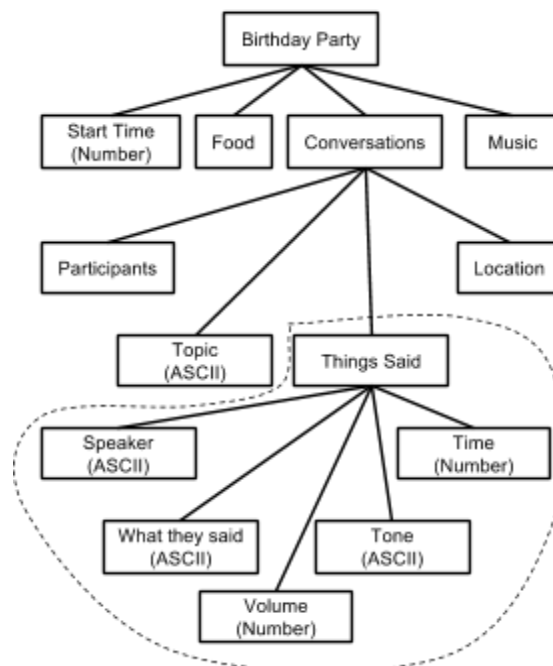 Birthday Party
Start Time
(Number)
Food
Conversations
Music
Participants
Location
Topic
(ASCII)
Things Said
Speaker
(ASCII)
Time
(Number)
What they said
(ASCII)
Tone
(ASCII)
Volume
(Number)